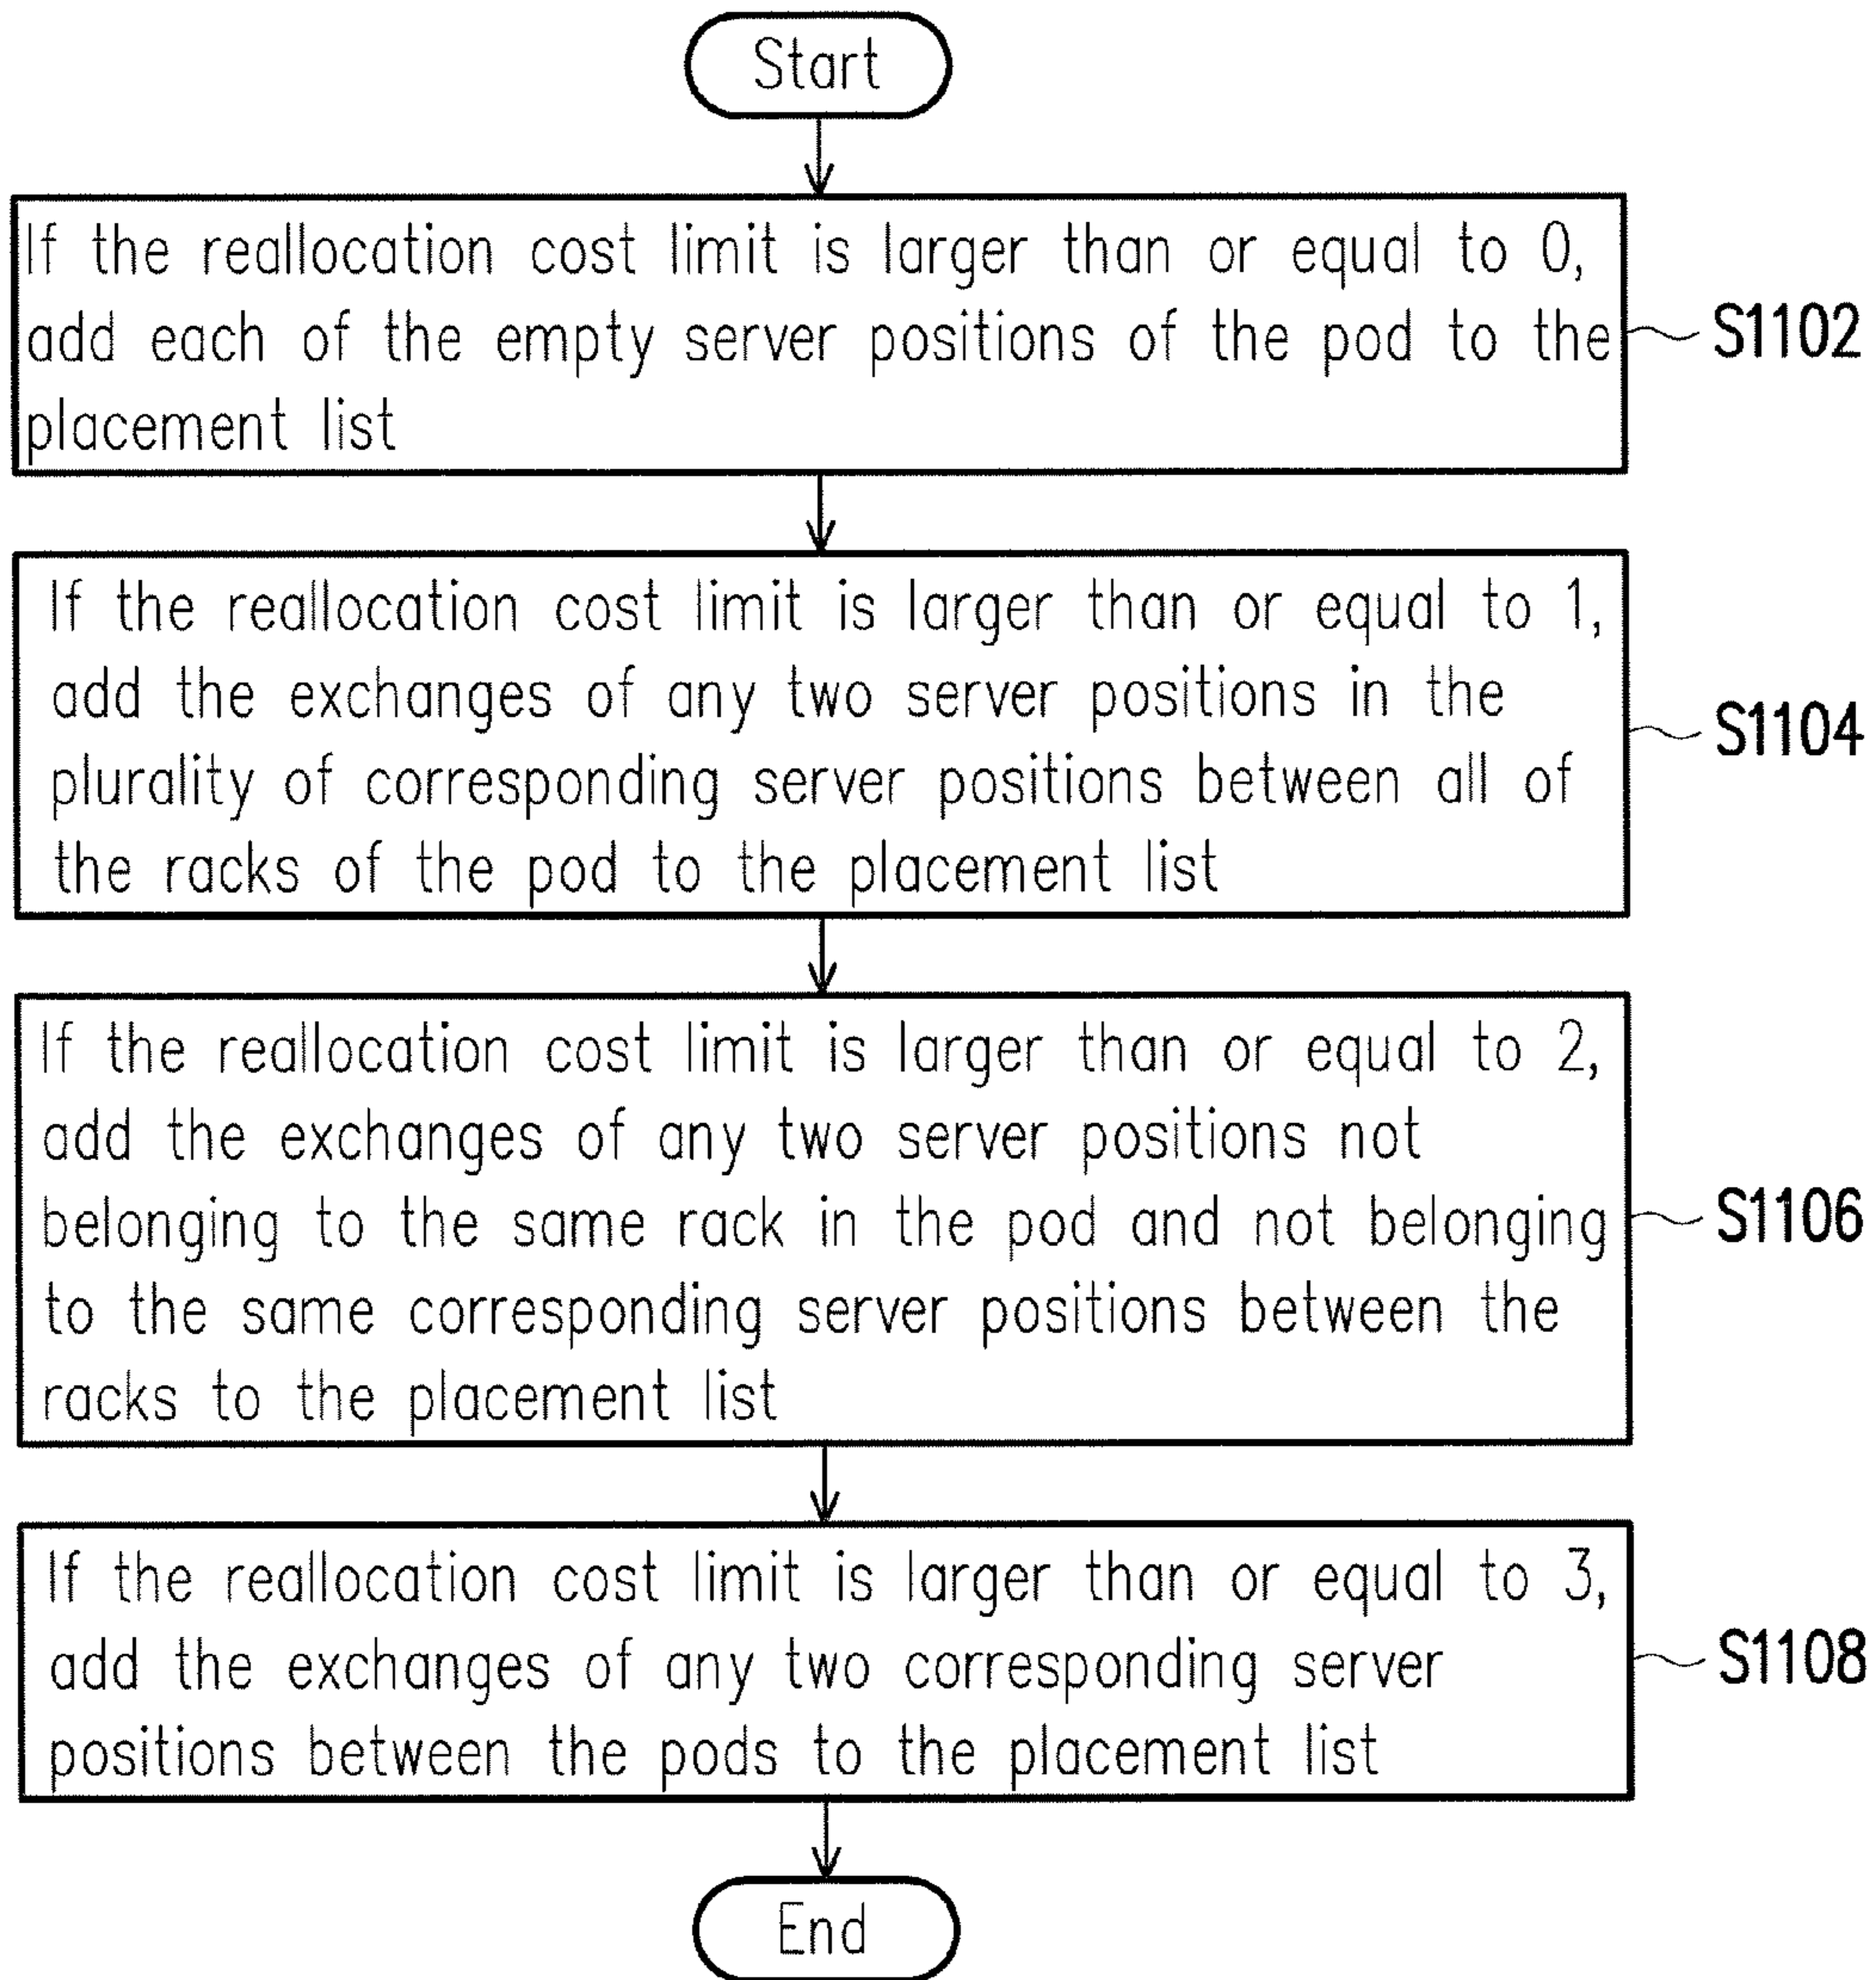 Start
If the reallocation cost limit is larger than or equal to 0,
add each of the empty server positions of the pod to the
placement list
S1102
If the reallocation cost limit is larger than or equal to 1,
add the exchanges of any two server positions in the
plurality of corresponding server positions between all of
the racks of the pod to the placement list
S1104
If the reallocation cost limit is larger than or equal to 2,
add the exchanges of any two server positions not
belonging to the same rack in the pod and not belonging
to the same corresponding server positions between the
racks to the placement list
S1106
If the reallocation cost limit is larger than or equal to 3,
add the exchanges of any two corresponding server
positions between the pods to the placement list
S1108
End